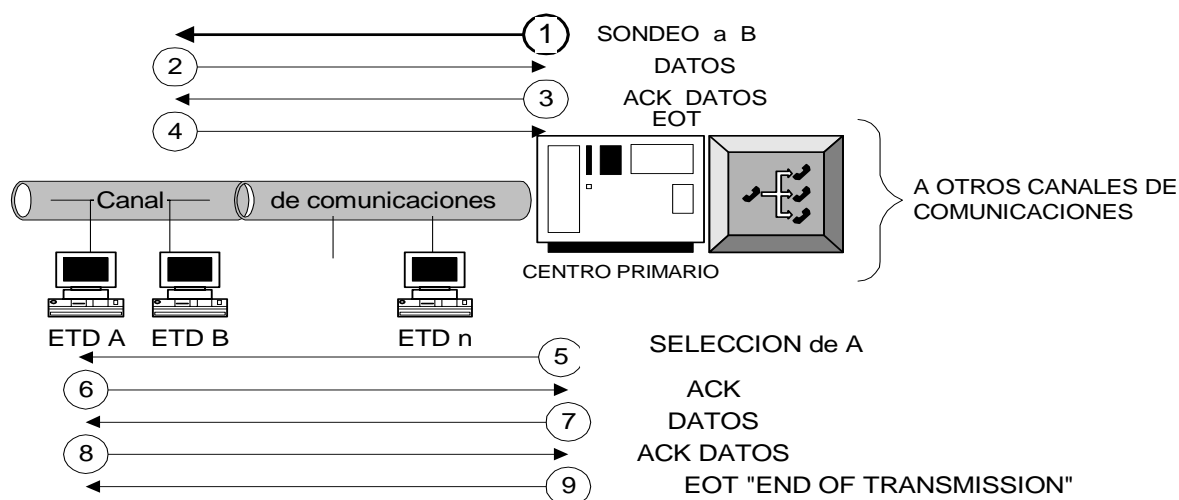 1 SONDEO a B
2 DATOS
3 ACK DATOS
4 EOT
Canal de comunicaciones
A OTROS CANALES DE
COMUNICACIONES
CENTRO PRIMARIO
ETD A ETD B ETD n
5 SELECCION de A
6 ACK
7 DATOS
8 ACK DATOS
9 EOT "END OF TRANSMISSION"